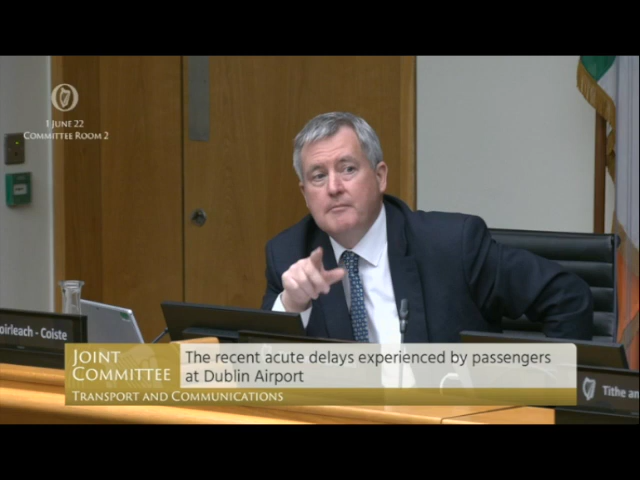 1 June 22
Committee Room 2
oirleach - Coiste
Joint Committee
The recent acute delays experienced by passengers
at Dublin Airport
Transport and Communications
Tithe an